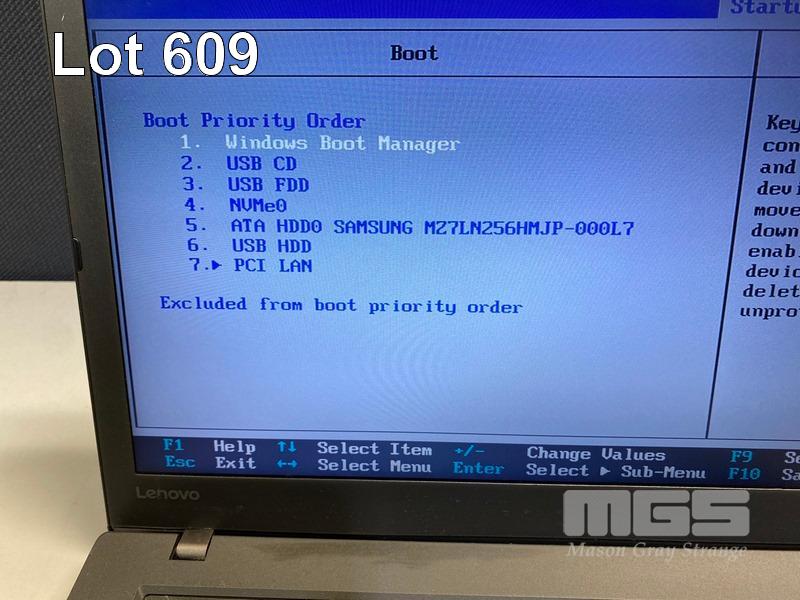 Lot 609
Startu
Boot
Boot Priority Order
1. Windows Boot Manager
2. USB CD
3. USB FDD
4. NVMe0
5. ATA HDD0 SAMSUNG MZ7LN256HMJP-000L7
6. USB HDD
7.▶ PCI LAN
Excluded from boot priority order
Key
con
and
devi
move
down
enab
devic
delet
unpro
F1 Help ↑↓ Select Item +/- Change Values F9 Se
Esc Exit ←→ Select Menu Enter Select ▶ Sub-Menu F10 Sa
Lenovo
MGS
Mason Gray Strange